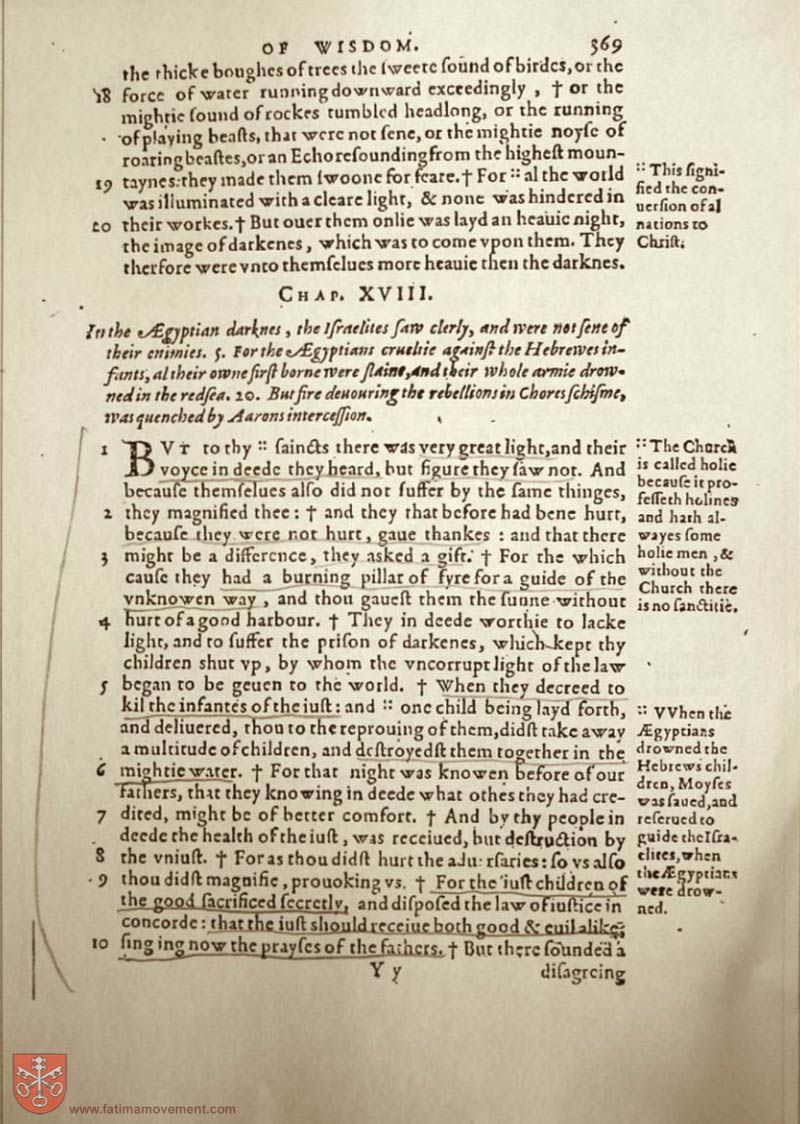 OF WISDOM. 369
the thicke boughes of trees the sweete sound of birdes, or the
18 force of water running downward exceedingly , † or the
mightie sound of rockes tumbled headlong, or the running
of playing beasts, that were not sene, or the mightie noyse of
roaring beastes, or an Echo resounding from the highest moun-
19 taynes: they made them swoone for feare. † For :: al the world
was illuminated with a cleare light, & none was hindered in
20 their workes. † But ouer them onlie was layd an heauie night,
the image of darkenes , which was to come vpon them. They
therfore were vnto themselues more heauie then the darknes.
:: This signi-
fied the con-
uersion of al
nations to
Christ.
CHAP. XVIII.
In the Ægyptian darknes , the Israelites saw clerly, and were not sene of
their enimies. 5. For the Ægyptians crueltie against the Hebrewes in-
fants, al their owne first borne were slaine, and their whole armie drow-
ned in the redsea. 20. But fire deuouring the rebellions in Chores schisme,
was quenched by Aarons intercession.
1 BVT to thy :: saincts there was very great light, and their
voyce in deede they heard, but figure they saw not. And
because themselues also did not suffer by the same thinges,
2 they magnified thee : † and they that before had bene hurt,
because they were not hurt, gaue thankes : and that there
3 might be a difference, they asked a gift. † For the which
cause they had a burning pillar of fyre for a guide of the
vnknowen way , and thou gauest them the sunne without
4 hurt of a good harbour. † They in deede worthie to lacke
light, and to suffer the prison of darkenes, which kept thy
children shut vp, by whom the vncorrupt light of the law
5 began to be geuen to the world. † When they decreed to
kil the infantes of the iust: and :: one child being layd forth,
and deliuered, thou to the reprouing of them, didst take away
a multitude of children, and destroyedst them together in the
6 mightie water. † For that night was knowen before of our
fathers, that they knowing in deede what othes they had cre-
7 dited, might be of better comfort. † And by thy people in
deede the health of the iust , was receiued, but destruction by
8 the vniust. † For as thou didst hurt the aduersaries: so vs also
9 thou didst magnifie, prouoking vs. † For the iust children of
the good sacrificed secretly, and disposed the law of iustice in
concorde : that the iust should receiue both good & euil alike,
10 singing now the prayses of the fathers. † But there sounded a
:: The Church
is called holie
because it pro-
fesseth holines
and hath al-
wayes some
holie men , &
without the
Church there
is no sanctitie.
:: VVhen the
Ægyptians
drowned the
Hebrews chil-
dren, Moyses
was saued, and
reserued to
guide the Isra-
elites, when
the Ægyptians
were drow-
ned.
Y y disagreing
www.fatimamovement.com